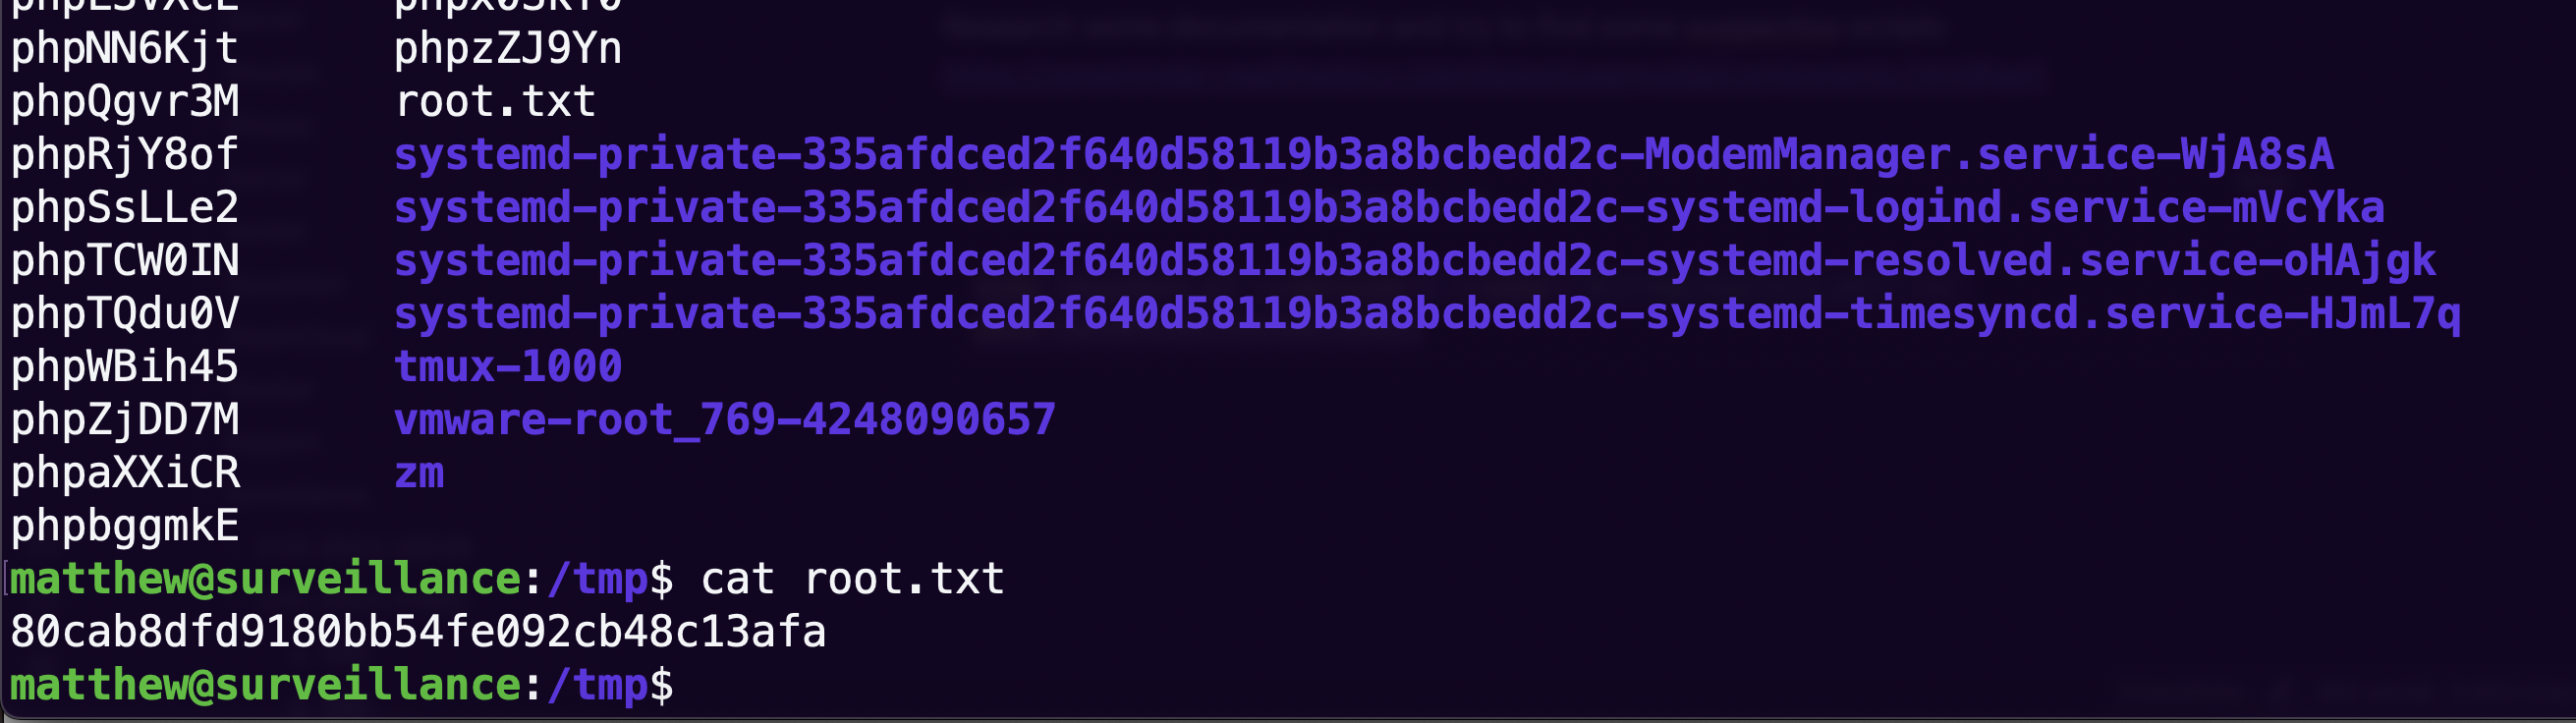 phpNN6Kjt      phpzZJ9Yn
phpQgvr3M      root.txt
phpRjY8of      systemd-private-335afdced2f640d58119b3a8bcbedd2c-ModemManager.service-WjA8sA
phpSsLLe2      systemd-private-335afdced2f640d58119b3a8bcbedd2c-systemd-logind.service-mVcYka
phpTCW0IN      systemd-private-335afdced2f640d58119b3a8bcbedd2c-systemd-resolved.service-oHAjgk
phpTQdu0V      systemd-private-335afdced2f640d58119b3a8bcbedd2c-systemd-timesyncd.service-HJmL7q
phpWBih45      tmux-1000
phpZjDD7M      vmware-root_769-4248090657
phpaXXiCR      zm
phpbggmkE
matthew@surveillance:/tmp$ cat root.txt
80cab8dfd9180bb54fe092cb48c13afa
matthew@surveillance:/tmp$